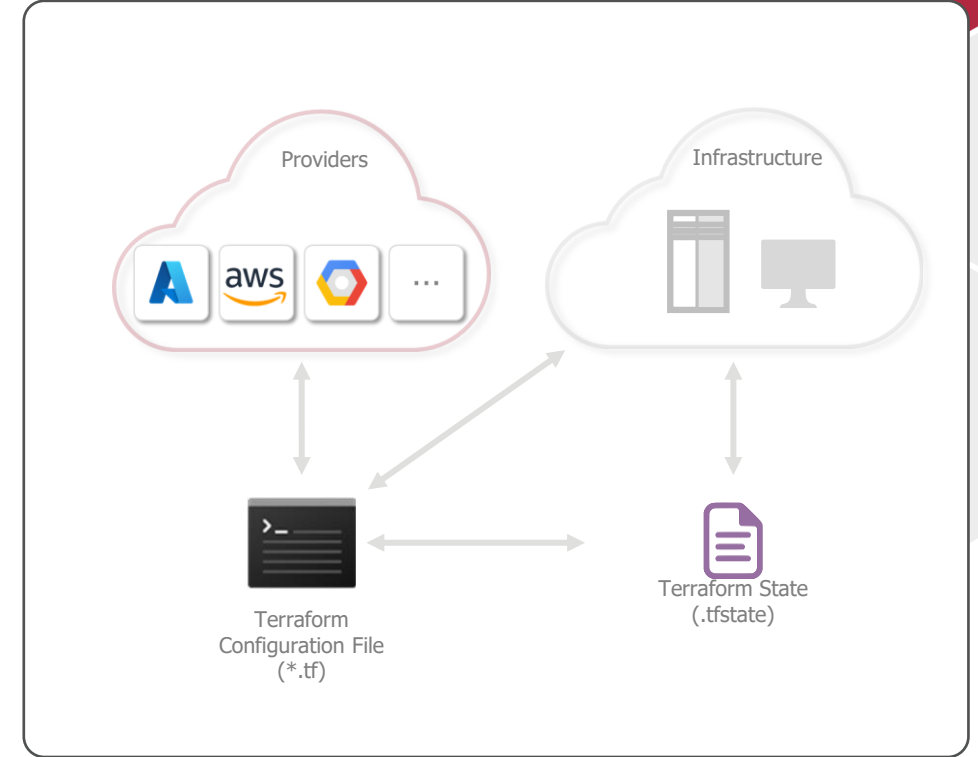 Providers
Infrastructure
aws
...
>_
Terraform
Configuration File
(*.tf)
Terraform State
(.tfstate)